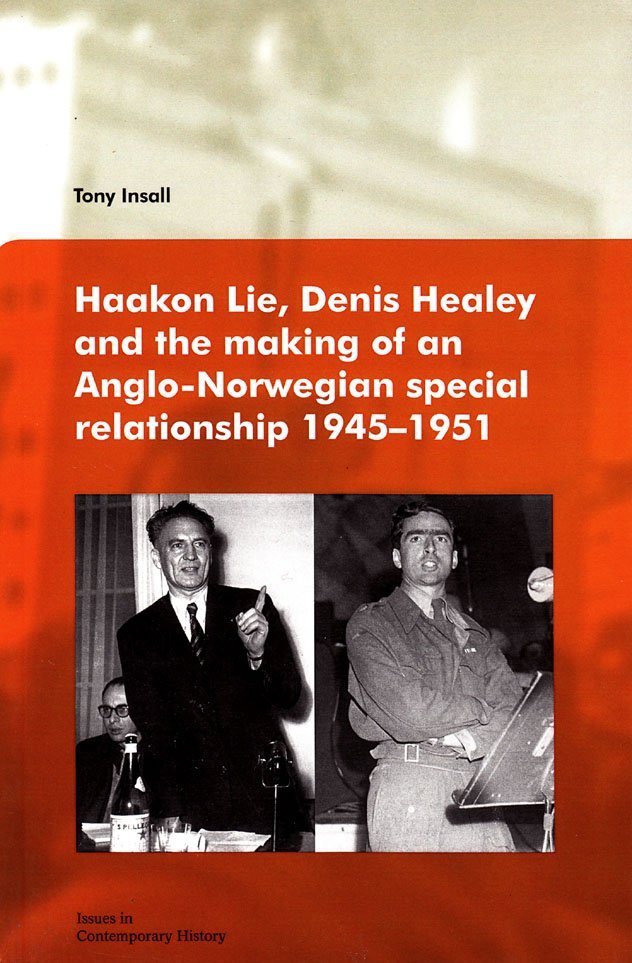 Tony Insall
Haakon Lie, Denis Healey
and the making of an
Anglo-Norwegian special
relationship 1945–1951
S.PELLEG
Issues in
Contemporary History